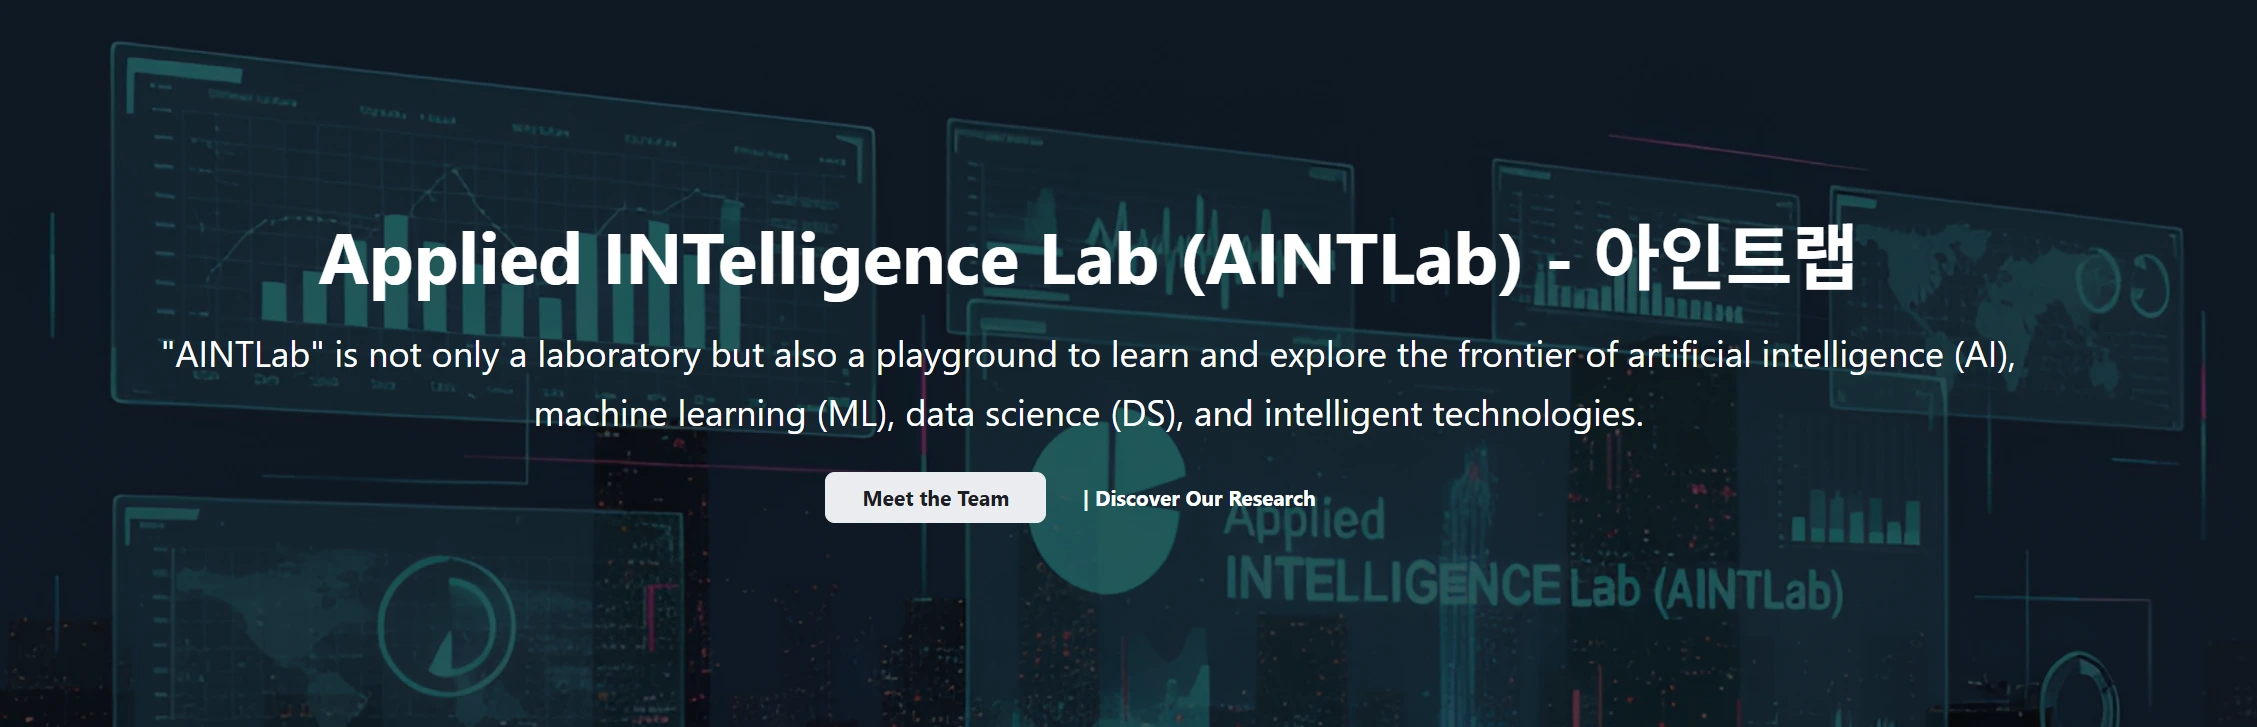 Applied INTelligence Lab (AINTLab) - 아인트랩
"AINTLab" is not only a laboratory but also a playground to learn and explore the frontier of artificial intelligence (AI),
machine learning (ML), data science (DS), and intelligent technologies.
Meet the Team
| Discover Our Research
Applied
INTELLIGENCE Lab (AINTLab)